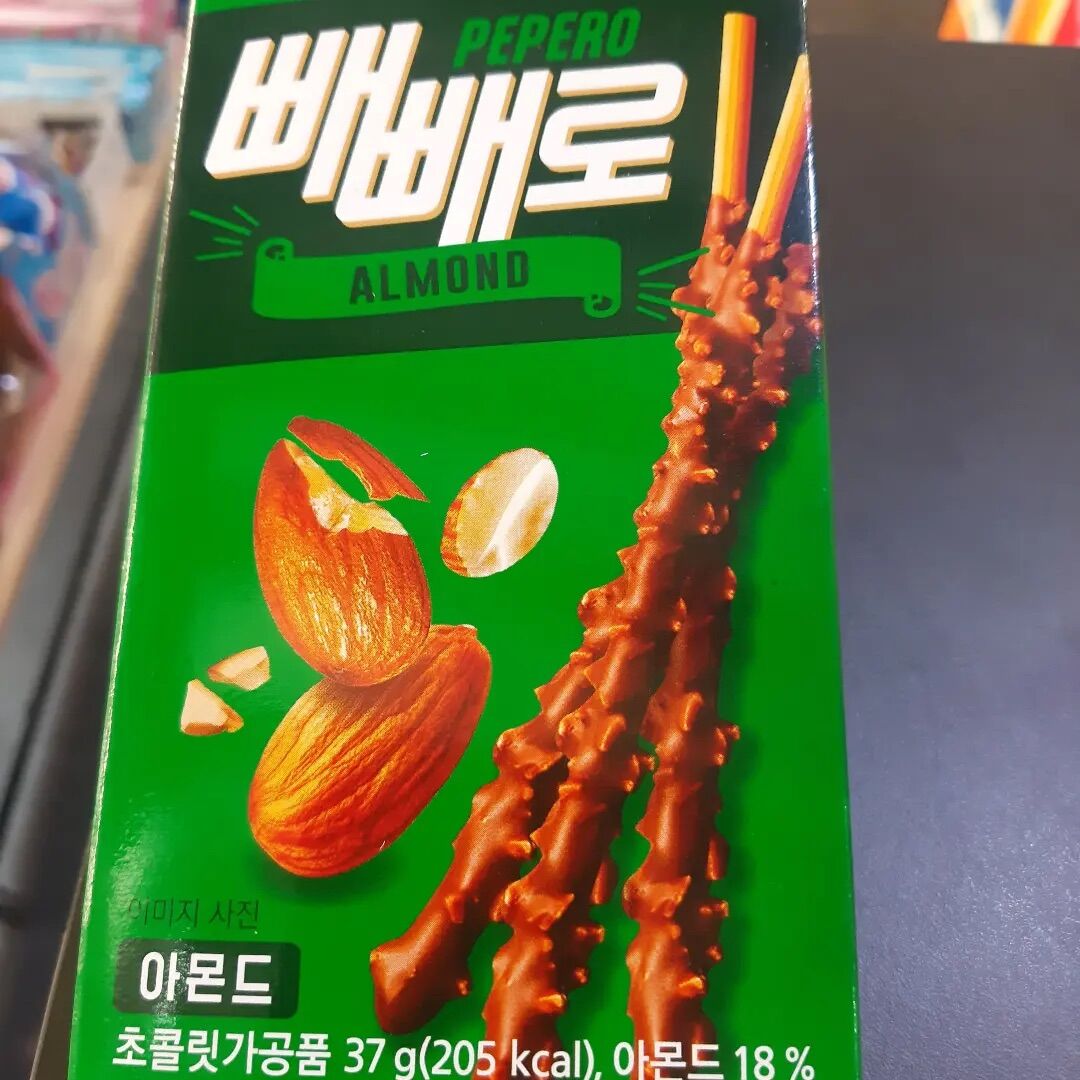 PEPERO
빼빼로
ALMOND
이미지 사진
아몬드
초콜릿가공품 37 g(205 kcal), 아몬드 18 %